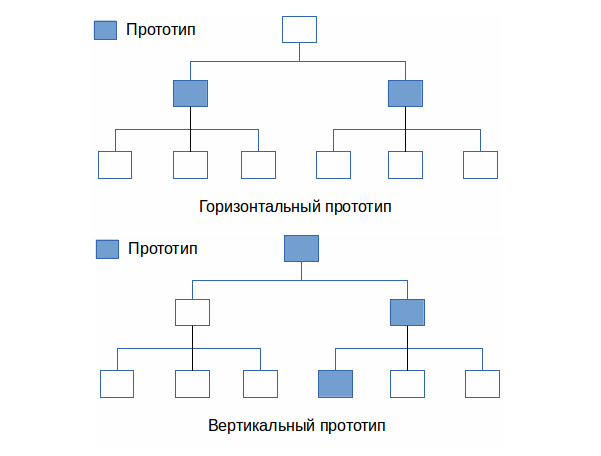 Прототип
Горизонтальный прототип
Прототип
Вертикальный прототип